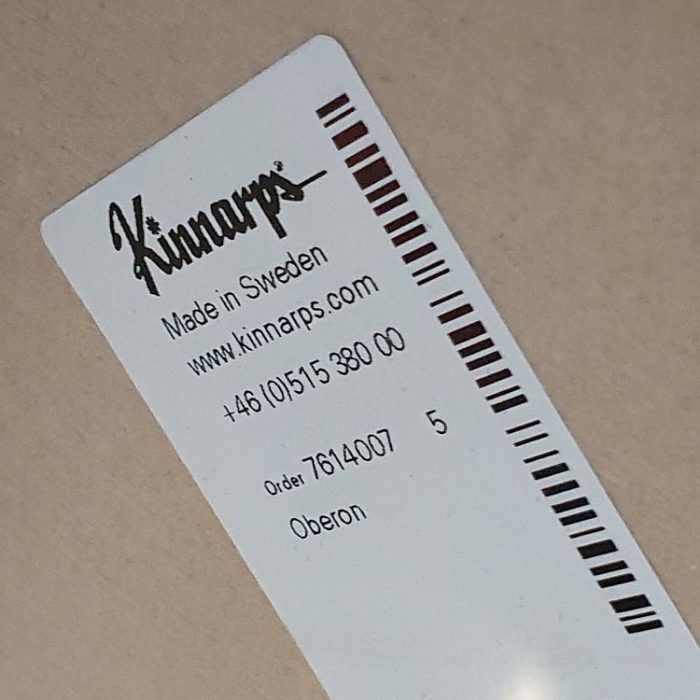 Kinnarps
Made in Sweden
www.kinnarps.com
+46 (0)515 380 00
Order 7614007 5
Oberon